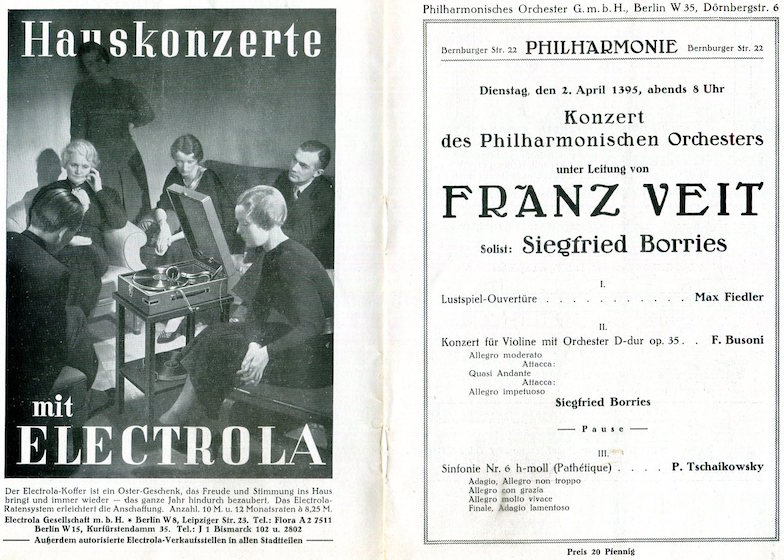 Hauskonzerte
mit
ELECTROLA
Der Electrola-Koffer ist ein Oster-Geschenk, das Freude und Stimmung ins Haus
bringt und immer wieder — das ganze Jahr hindurch bezaubert. Das Electrola-
Ratensystem erleichtert die Anschaffung. Anzahl. 10 M. u. 12 Monatsraten à 8,25 M.
Electrola Gesellschaft m. b. H. * Berlin W 8, Leipziger Str. 23. Tel.: Flora A 2 7511
Berlin W 15, Kurfürstendamm 35. Tel.: J 1 Bismarck 102 u. 2802
— Außerdem autorisierte Electrola-Verkaufsstellen in allen Stadtteilen —
Philharmonisches Orchester G. m. b. H., Berlin W 35, Dörnbergstr. 6
Bernburger Str. 22 PHILHARMONIE Bernburger Str. 22
Dienstag, den 2. April 1395, abends 8 Uhr
Konzert
des Philharmonischen Orchesters
unter Leitung von
FRANZ VEIT
Solist: Siegfried Borries
I.
Lustspiel-Ouvertüre . . . . . . . . . . . Max Fiedler
II.
Konzert für Violine mit Orchester D-dur op. 35 . . F. Busoni
Allegro moderato
Attacca:
Quasi Andante
Attacca:
Allegro impetuoso
Siegfried Borries
— Pause —
III.
Sinfonie Nr. 6 h-moll (Pathétique) . . . . . P. Tschaikowsky
Adagio, Allegro non troppo
Allegro con grazia
Allegro molto vivace
Finale, Adagio lamentoso
Preis 20 Pfennig